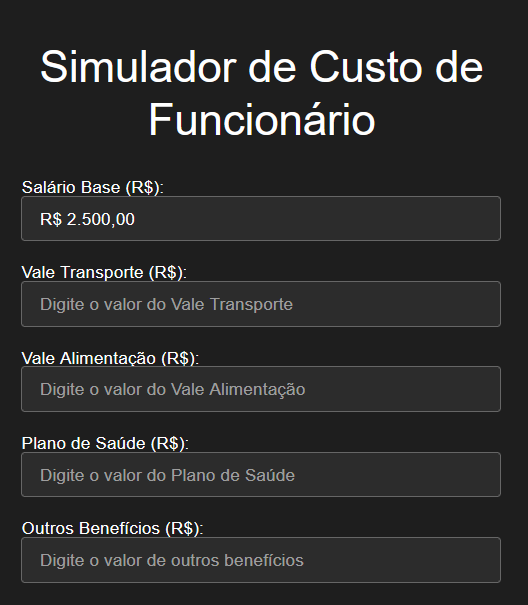 Simulador de Custo de
Funcionário
Salário Base (R$):
R$ 2.500,00
Vale Transporte (R$):
Digite o valor do Vale Transporte
Vale Alimentação (R$):
Digite o valor do Vale Alimentação
Plano de Saúde (R$):
Digite o valor do Plano de Saúde
Outros Benefícios (R$):
Digite o valor de outros benefícios